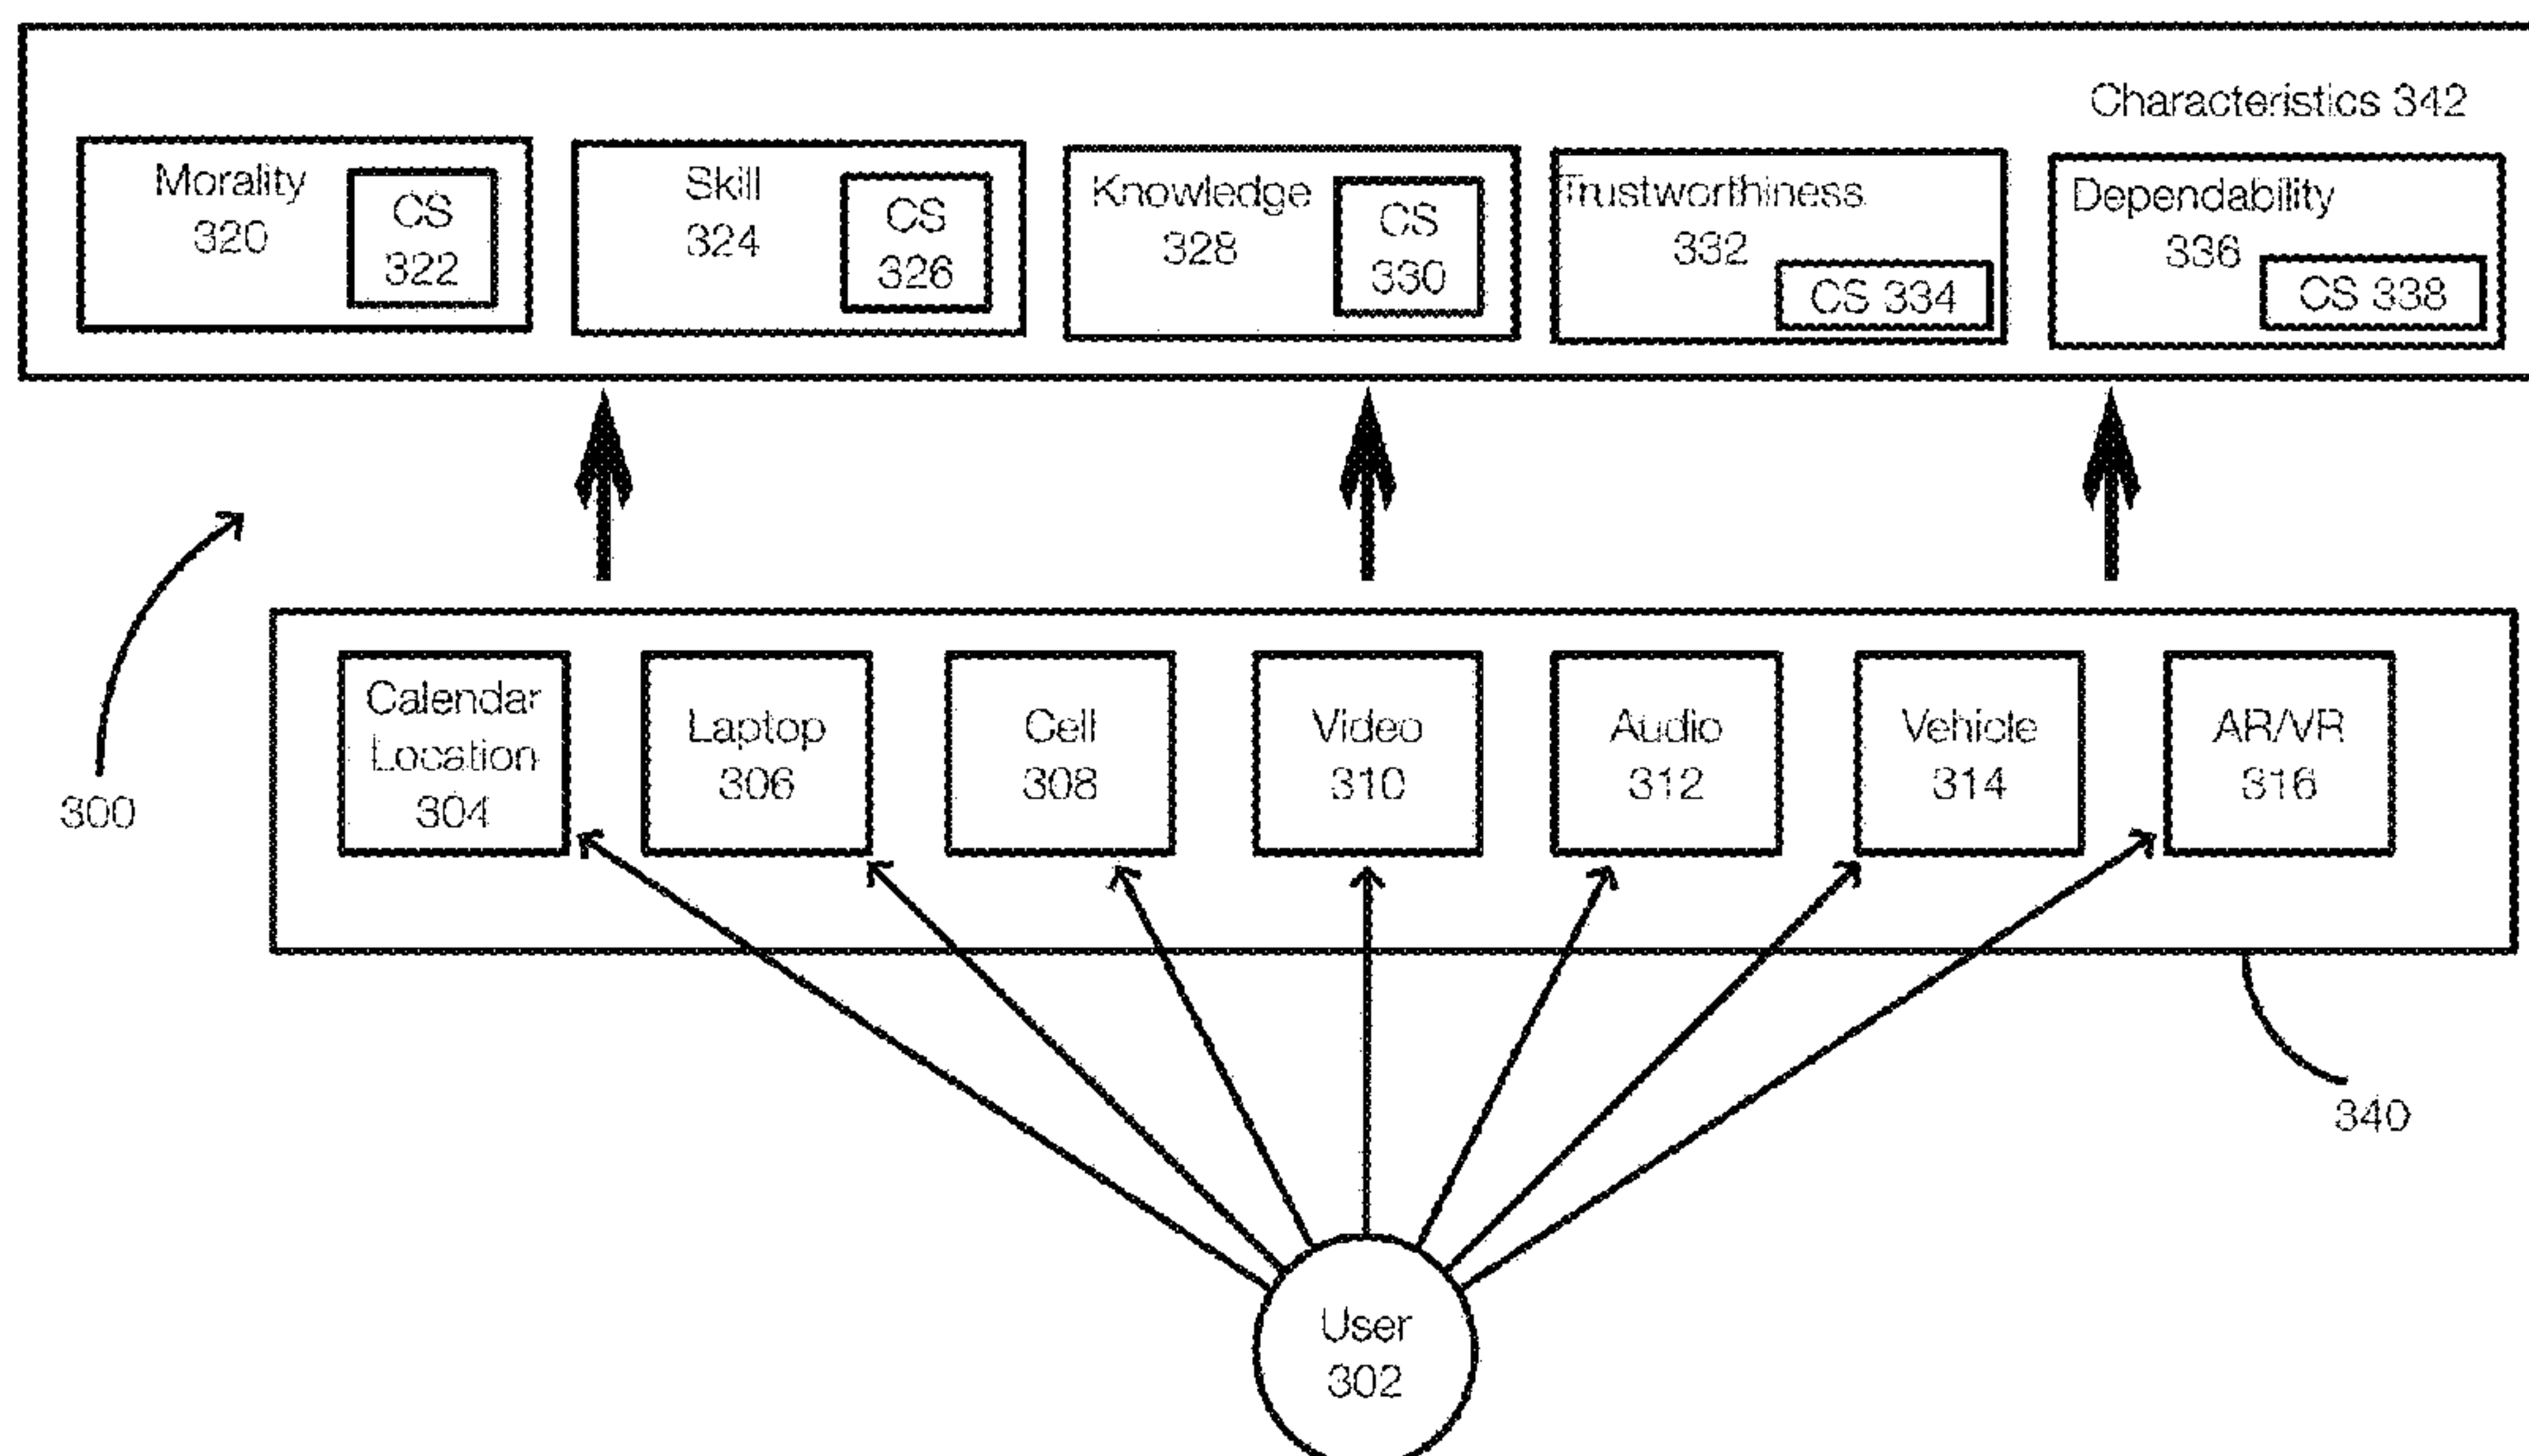 Characteristics 342
Morality
320
CS
322
Skill
324
CS
326
Knowledge
328
CS
330
Trustworthiness
332
CS 334
Dependability
336
CS 338
300
Calendar
Location
304
Laptop
306
Cell
308
Video
310
Audio
312
Vehicle
314
AR/VR
316
340
User
302